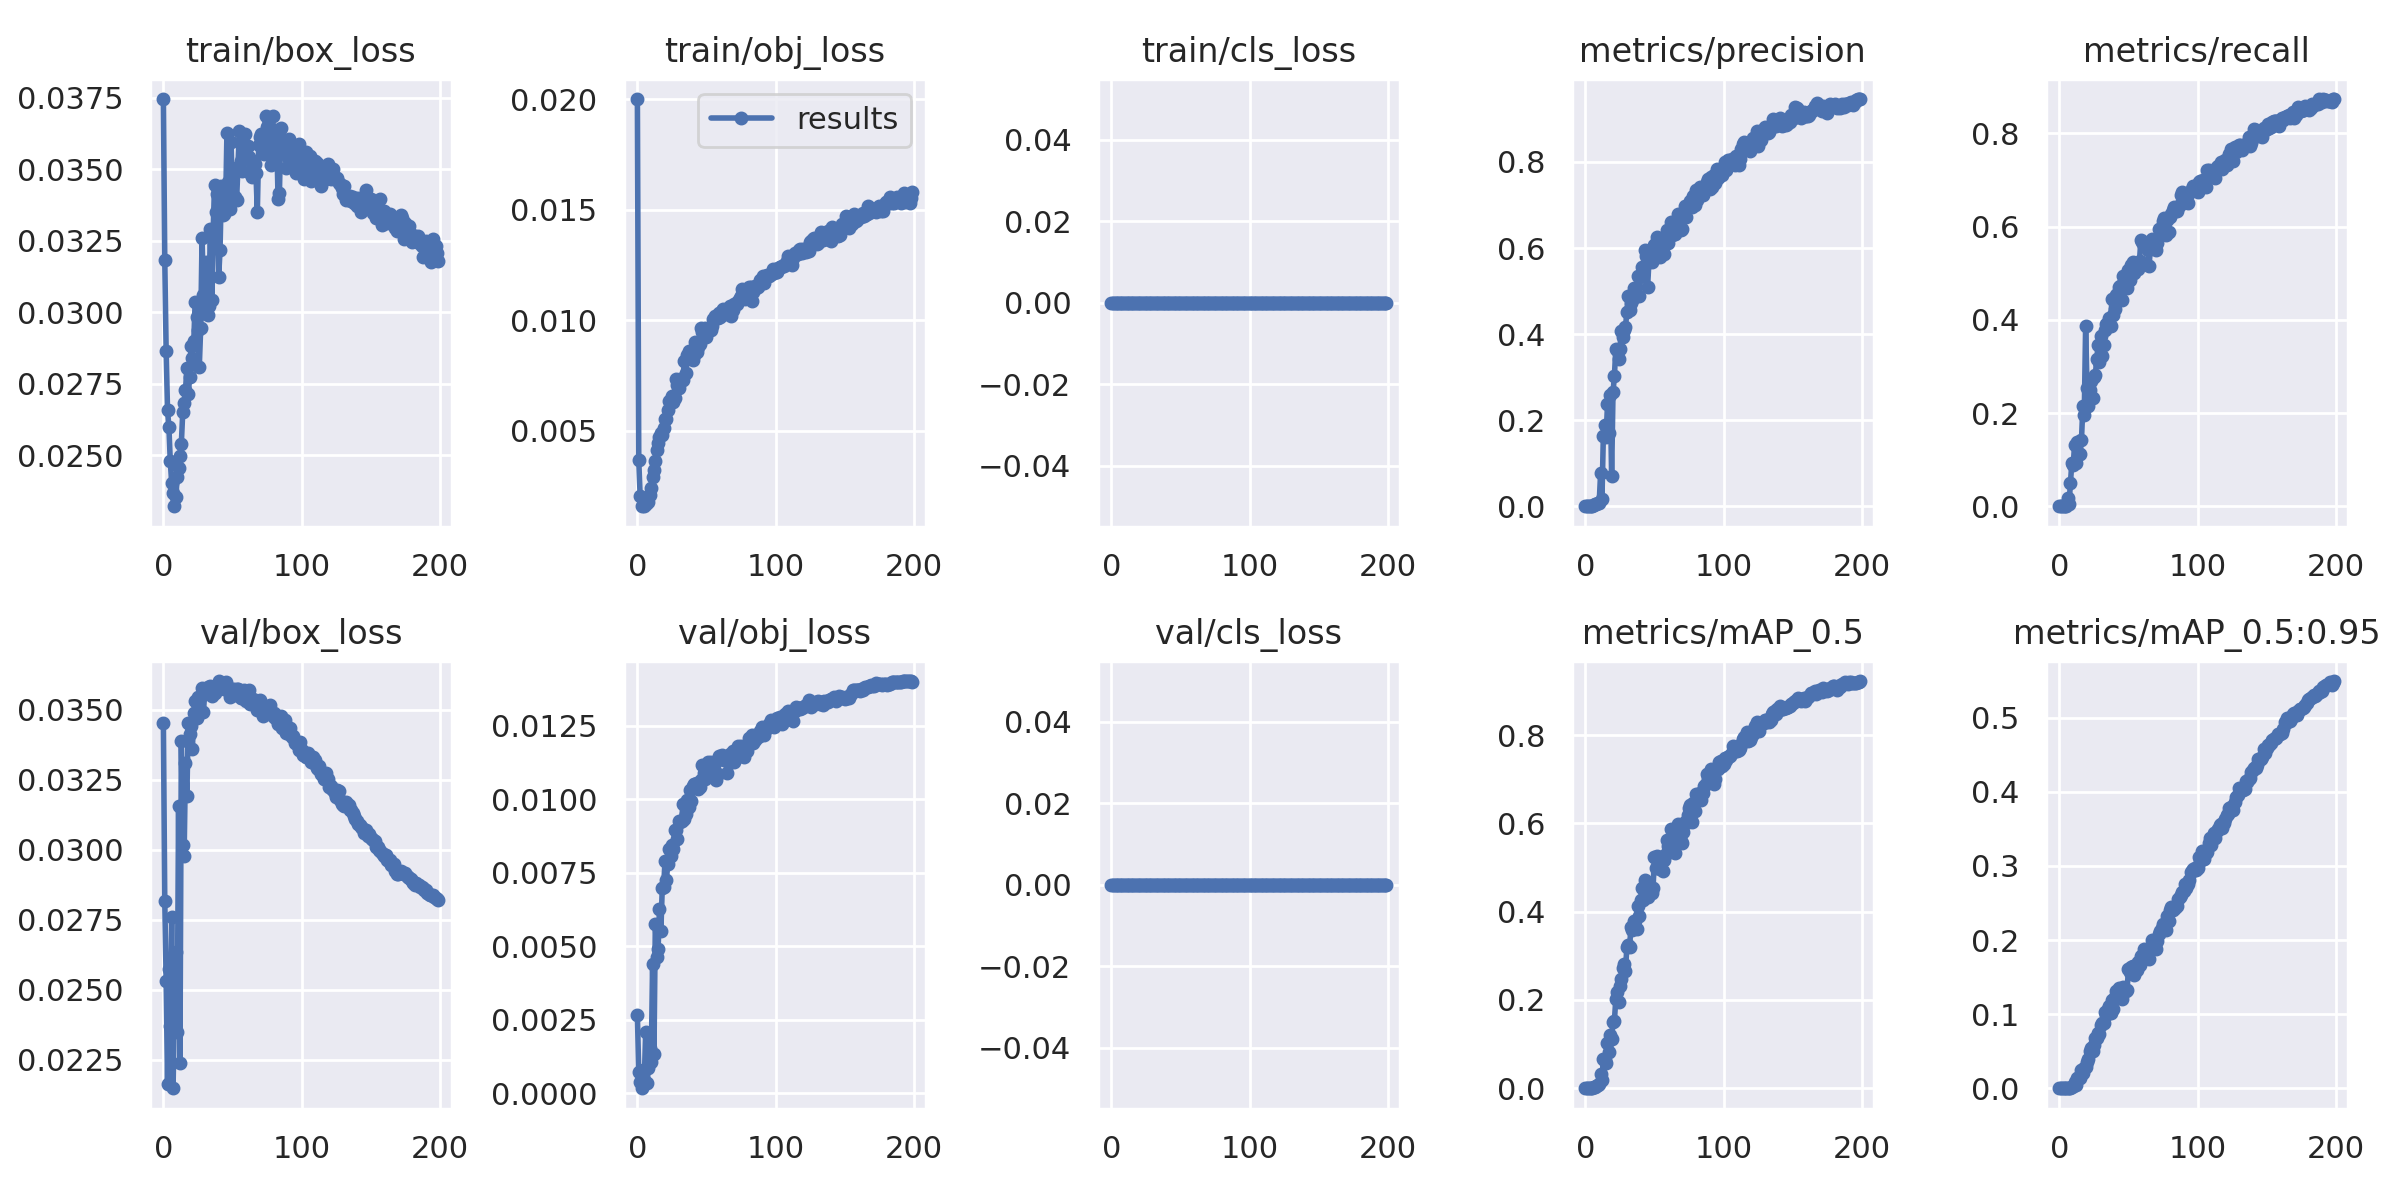 train/box_loss
0.0375
0.0350
0.0325
0.0300
0.0275
0.0250
0 100 200
train/obj_loss
results
0.020
0.015
0.010
0.005
0 100 200
train/cls_loss
0.04
0.02
0.00
−0.02
−0.04
0 100 200
metrics/precision
0.8
0.6
0.4
0.2
0.0
0 100 200
metrics/recall
0.8
0.6
0.4
0.2
0.0
0 100 200
val/box_loss
0.0350
0.0325
0.0300
0.0275
0.0250
0.0225
0 100 200
val/obj_loss
0.0125
0.0100
0.0075
0.0050
0.0025
0.0000
0 100 200
val/cls_loss
0.04
0.02
0.00
−0.02
−0.04
0 100 200
metrics/mAP_0.5
0.8
0.6
0.4
0.2
0.0
0 100 200
metrics/mAP_0.5:0.95
0.5
0.4
0.3
0.2
0.1
0.0
0 100 200